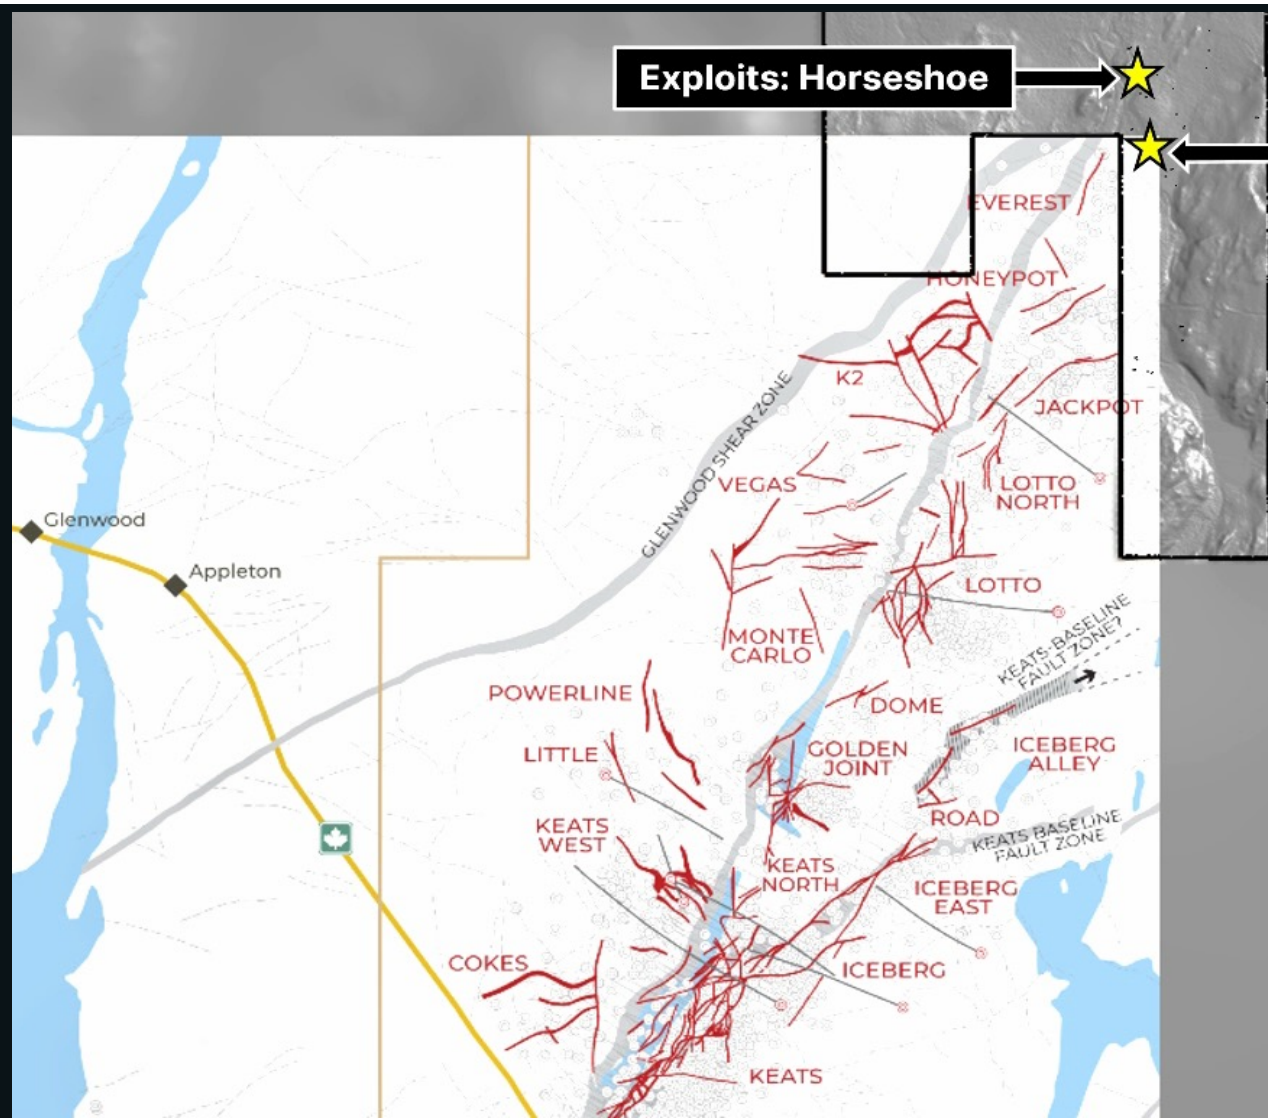 Exploits: Horseshoe
EVEREST
HONEYPOT
K2
JACKPOT
GLENWOOD SHEAR ZONE
VEGAS
LOTTO
NORTH
Glenwood
Appleton
LOTTO
KEATS-BASELINE
FAULT ZONE?
MONTE
CARLO
POWERLINE
DOME
LITTLE
GOLDEN
JOINT
ICEBERG
ALLEY
ROAD
KEATS
WEST
KEATS BASELINE
FAULT ZONE
KEATS
NORTH
ICEBERG
EAST
COKES
ICEBERG
KEATS